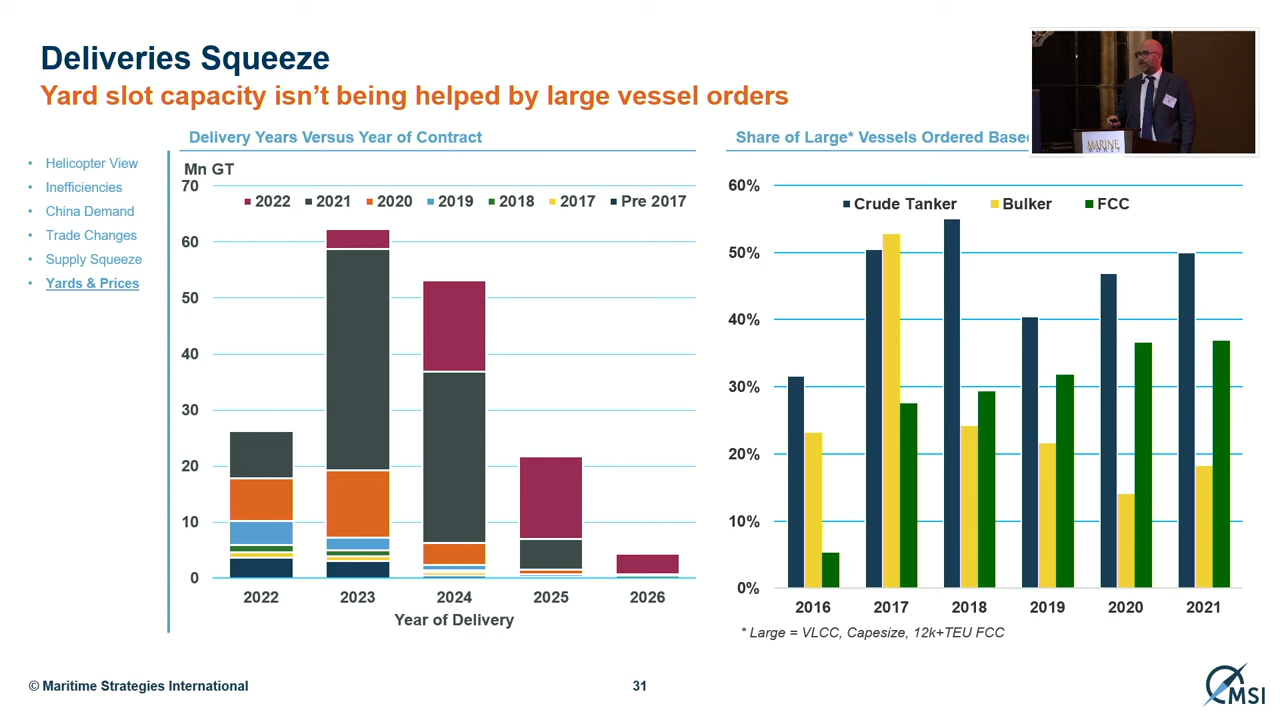 Deliveries Squeeze
Yard slot capacity isn’t being helped by large vessel orders
• Helicopter View
• Inefficiencies
• China Demand
• Trade Changes
• Supply Squeeze
• Yards & Prices
Delivery Years Versus Year of Contract
Mn GT
70
60
50
40
30
20
10
0
2022 2021 2020 2019 2018 2017 Pre 2017
2022 2023 2024 2025 2026
Year of Delivery
Share of Large* Vessels Ordered
MARINE
60%
50%
40%
30%
20%
10%
0%
Crude Tanker Bulker FCC
2016 2017 2018 2019 2020 2021
* Large = VLCC, Capesize, 12k+TEU FCC
© Maritime Strategies International
31
MSI